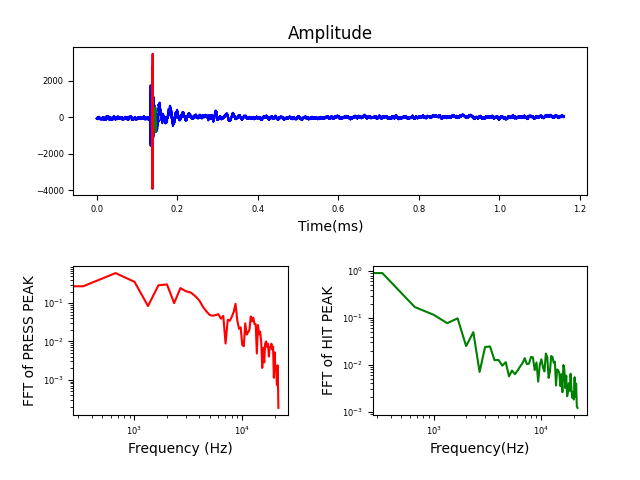 Amplitude
2000
0
−2000
−4000
0.0 0.2 0.4 0.6 0.8 1.0 1.2
Time(ms)
FFT of PRESS PEAK
10⁻¹
10⁻²
10⁻³
10³ 10⁴
Frequency (Hz)
FFT of HIT PEAK
10⁰
10⁻¹
10⁻²
10⁻³
10³ 10⁴
Frequency(Hz)